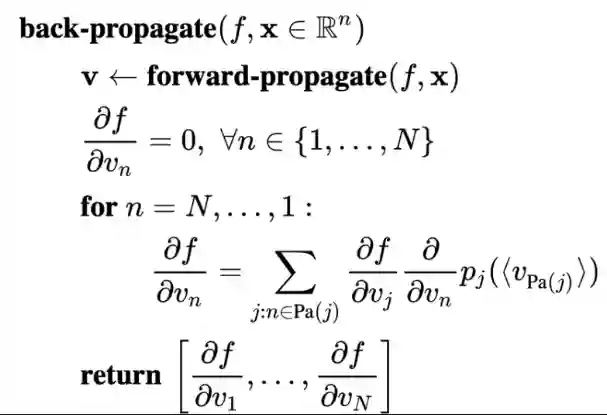 back-propagate(f, x ∈ ℝⁿ)
v ← forward-propagate(f, x)
∂f/∂vₙ = 0, ∀n ∈ {1, . . . , N}
for n = N, . . . , 1 :
∂f/∂vₙ = ∑_{j:n∈Pa(j)} ∂f/∂vⱼ ∂/∂vₙ pⱼ(⟨v_{Pa(j)}⟩)
return [∂f/∂v₁, . . . , ∂f/∂v_N]